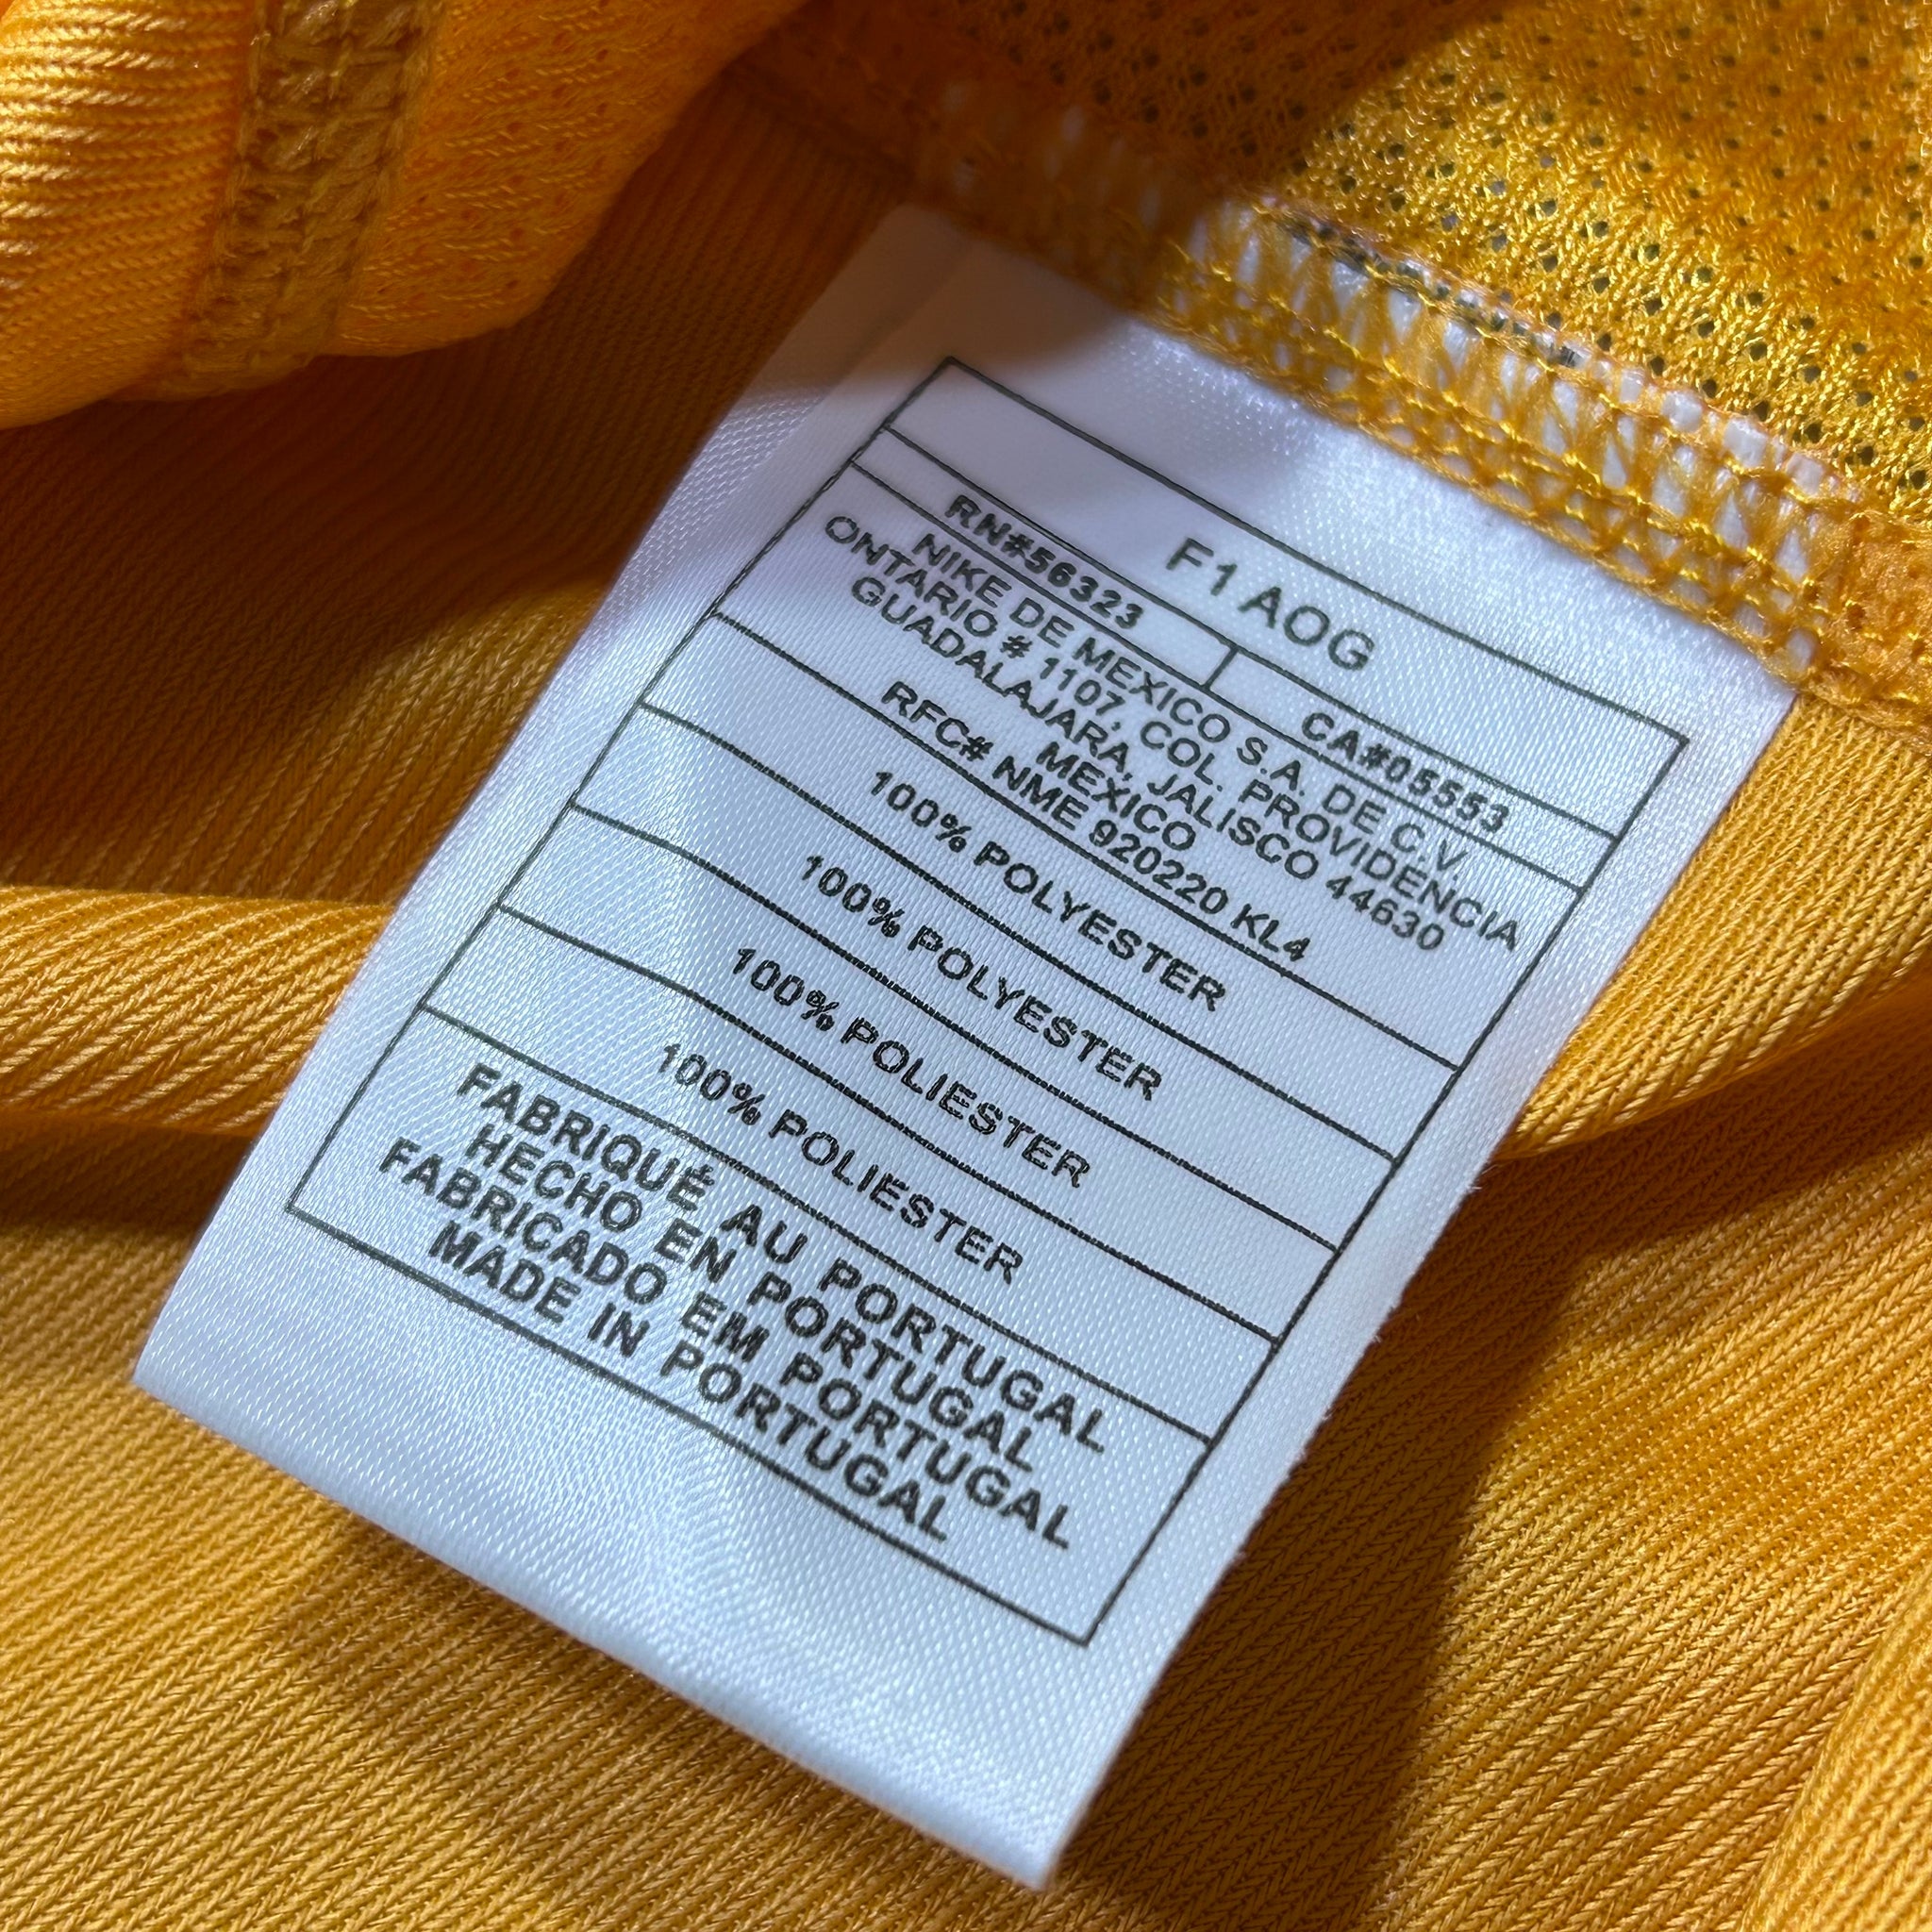 F1 AOG
RN#56323 CA#05553
NIKE DE MEXICO S.A. DE C.V.
ONTARIO # 1107, COL. PROVIDENCIA
GUADALAJARA, JALISCO 44630
MEXICO
RFC# NME 920220 KL4
100% POLYESTER
100% POLYESTER
100% POLIESTER
100% POLIESTER
FABRIQUÉ AU PORTUGAL
HECHO EN PORTUGAL
FABRICADO EM PORTUGAL
MADE IN PORTUGAL